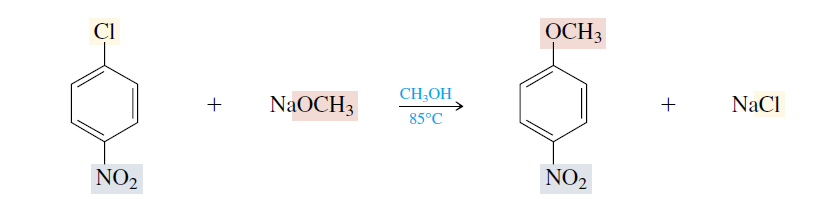 Cl OCH₃
+ NaOCH₃ CH₃OH + NaCl
85°C
NO₂ NO₂